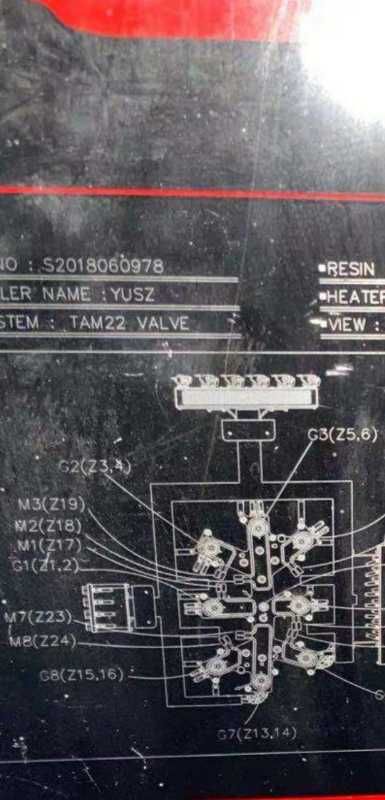 NO : S2018060978
LER NAME : YUSZ
STEM : TAM22 VALVE
▪RESIN
▪HEATER
▪VIEW :
G3(Z5,6)
G2(Z3,4)
M3(Z19)
M2(Z18)
M1(Z17)
G1(Z1,2)
M7(Z23)
M8(Z24)
G8(Z15,16)
G7(Z13,14)
G